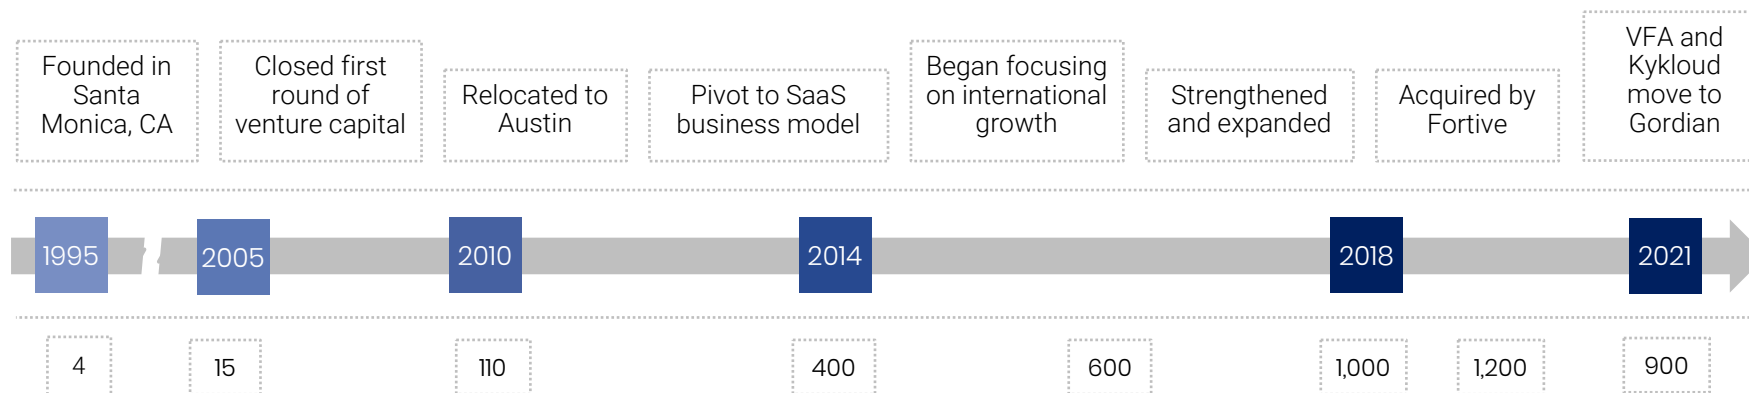 Founded in
Santa
Monica, CA
Closed first
round of
venture capital
Relocated to
Austin
Pivot to SaaS
business model
Began focusing
on international
growth
Strengthened
and expanded
Acquired by
Fortive
VFA and
Kykloud
move to
Gordian
1995
2005
2010
2014
2018
2021
4
15
110
400
600
1,000
1,200
900